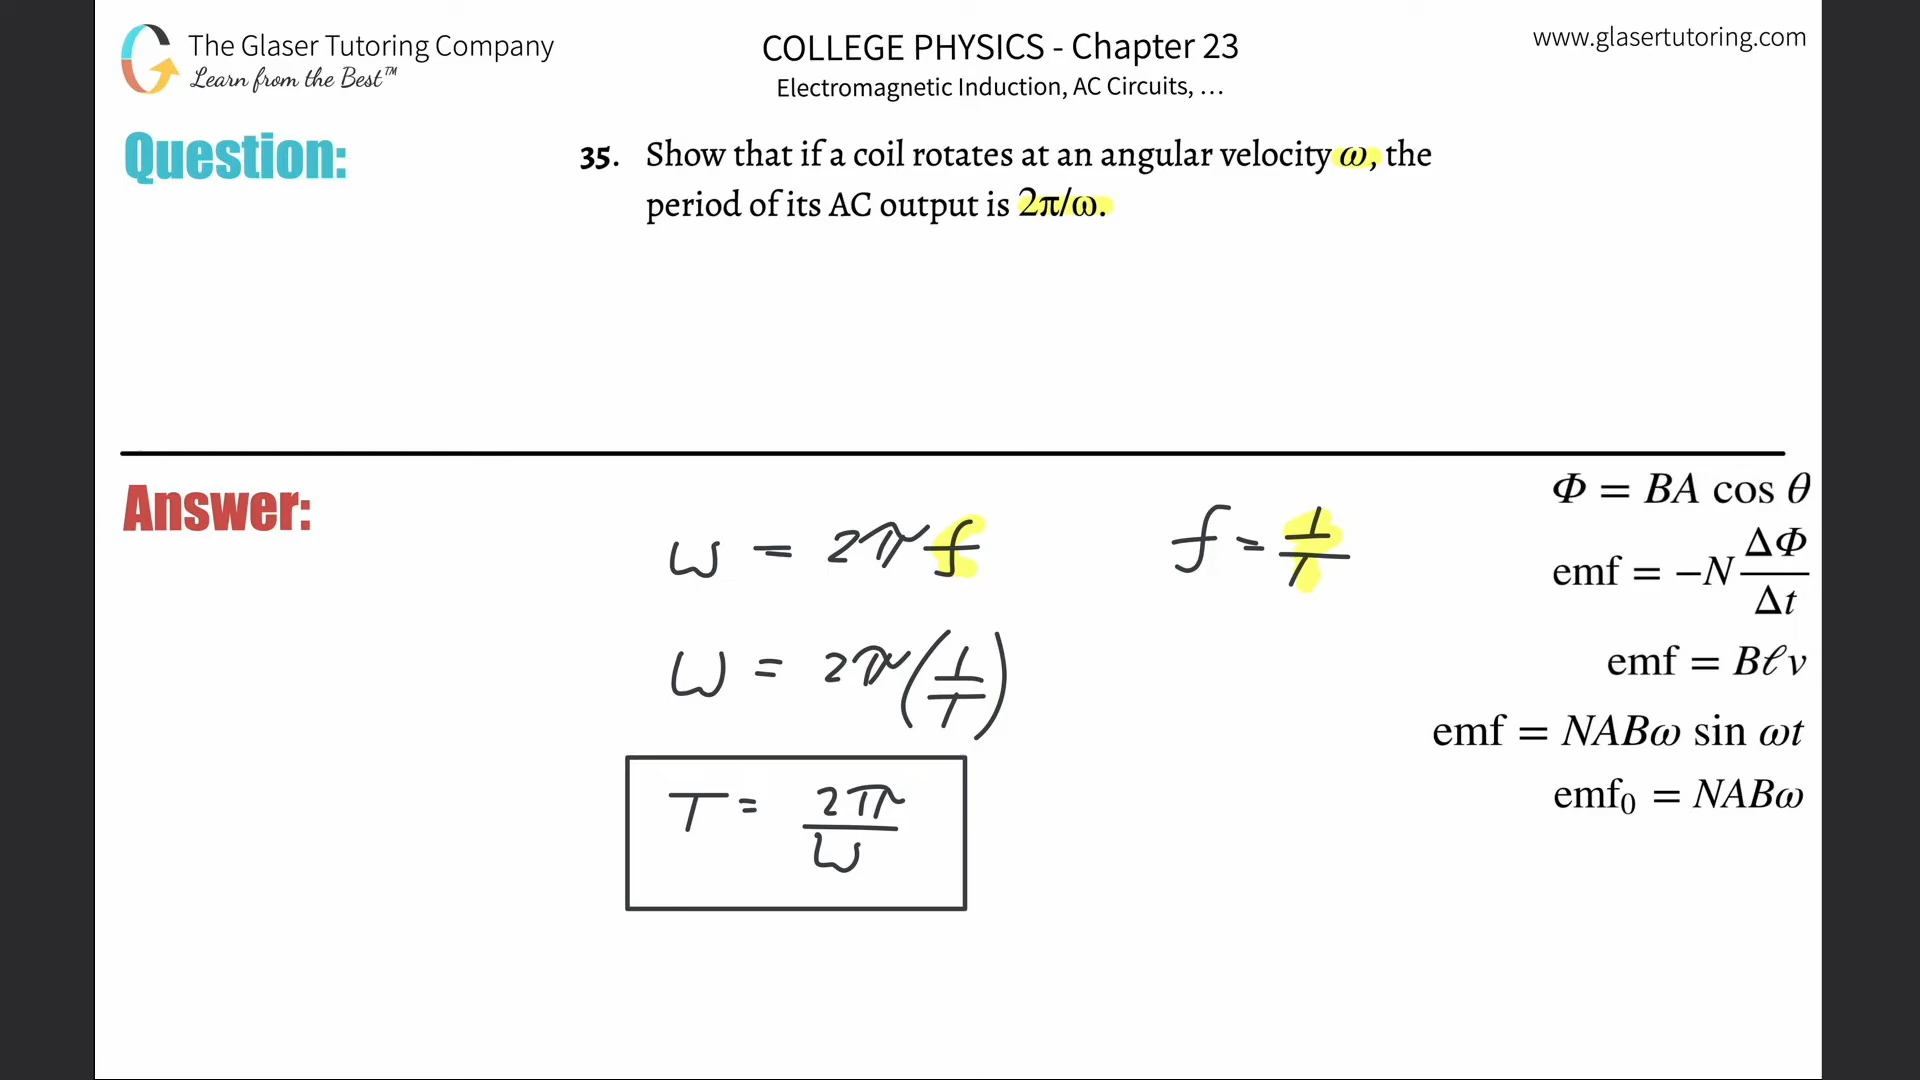 The Glaser Tutoring Company
Learn from the Best™
COLLEGE PHYSICS - Chapter 23
Electromagnetic Induction, AC Circuits, …
www.glasertutoring.com
Question:
35. Show that if a coil rotates at an angular velocity ω, the
period of its AC output is 2π/ω.
Answer:
ω = 2πf
f = 1/T
ω = 2π(1/T)
T = 2π/ω
Φ = BA cos θ
emf = −N ΔΦ/Δt
emf = Bℓv
emf = NABω sin ωt
emf₀ = NABω